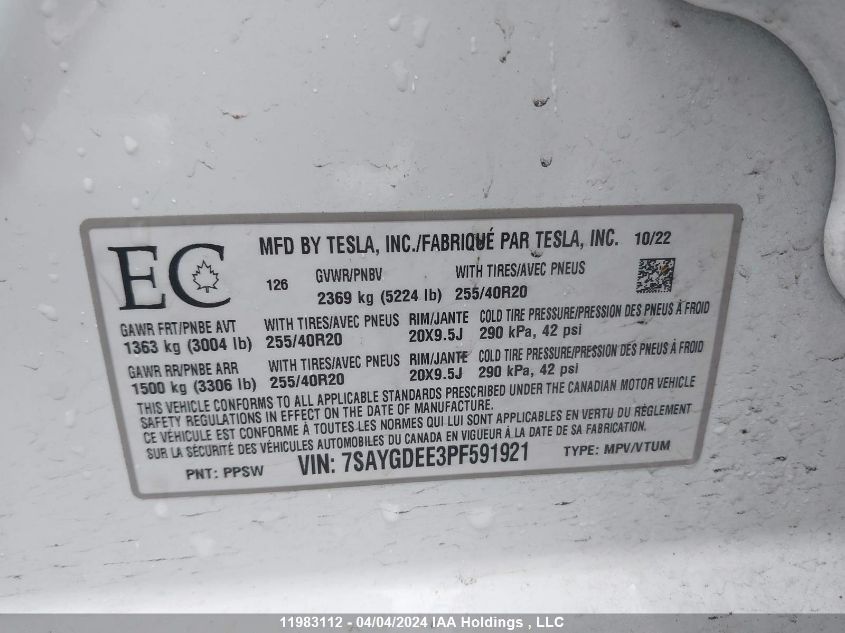 EC
MFD BY TESLA, INC./FABRIQUÉ PAR TESLA, INC. 10/22
126 GVWR/PNBV WITH TIRES/AVEC PNEUS
2369 kg (5224 lb) 255/40R20
GAWR FRT/PNBE AVT WITH TIRES/AVEC PNEUS RIM/JANTE COLD TIRE PRESSURE/PRESSION DES PNEUS À FROID
1363 kg (3004 lb) 255/40R20 20X9.5J 290 kPa, 42 psi
GAWR RR/PNBE ARR WITH TIRES/AVEC PNEUS RIM/JANTE COLD TIRE PRESSURE/PRESSION DES PNEUS À FROID
1500 kg (3306 lb) 255/40R20 20X9.5J 290 kPa, 42 psi
THIS VEHICLE CONFORMS TO ALL APPLICABLE STANDARDS PRESCRIBED UNDER THE CANADIAN MOTOR VEHICLE
SAFETY REGULATIONS IN EFFECT ON THE DATE OF MANUFACTURE.
CE VÉHICULE EST CONFORME À TOUTES LES NORMES QUI LUI SONT APPLICABLES EN VERTU DU RÈGLEMENT
SUR LA SÉCURITÉ DES VÉHICULES AUTOMOBILES DU CANADA EN VIGUEUR À LA DATE DE SA FABRICATION.
PNT: PPSW VIN: 7SAYGDEE3PF591921 TYPE: MPV/VTUM
11983112 - 04/04/2024 IAA Holdings , LLC